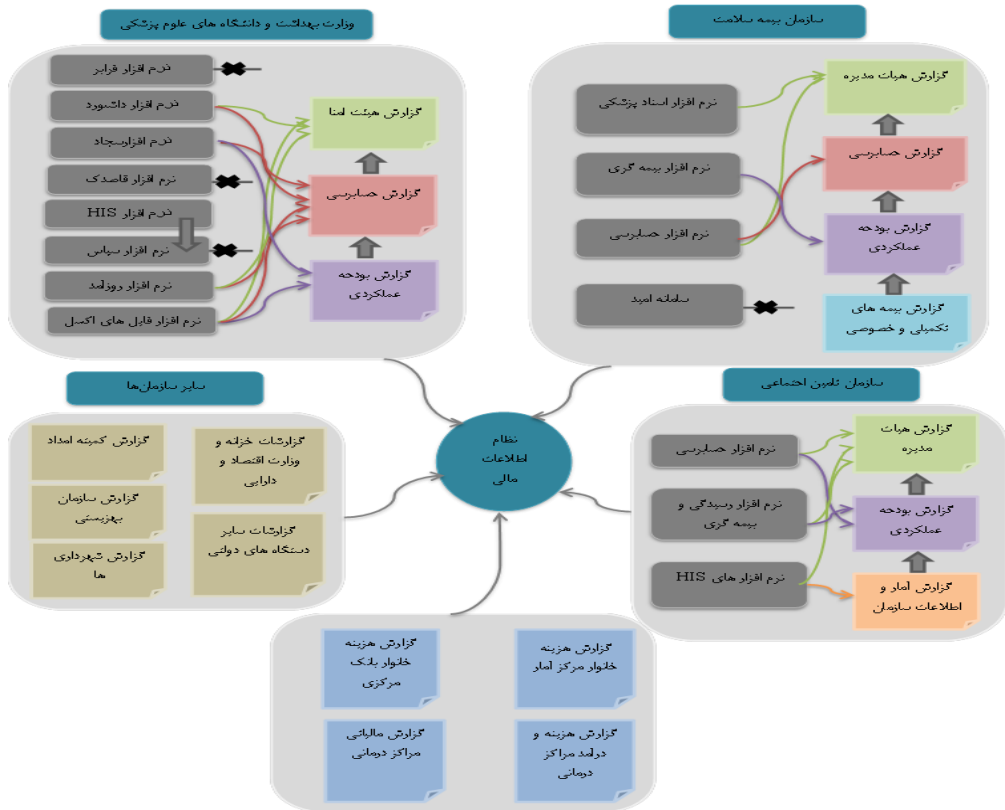 وزارت بهداشت و دانشگاه های علوم پزشکی
نرم افزار فرابر
نرم افزار داشبورد
نرم افزارسجاد
نرم افزار قاصدک
نرم افزار HIS
نرم افزار سپاس
نرم افزار روزآمد
نرم افزار فایل های اکسل
گزارش هیئت امنا
گزارش حسابرسی
گزارش بودجه
عملکردی
سازمان بیمه سلامت
نرم افزار اسناد پزشکی
نرم افزار بیمه گری
نرم افزار حسابرسی
سامانه امید
گزارش هیات مدیره
گزارش حسابرسی
گزارش بودجه
عملکردی
گزارش بیمه های
تکمیلی و خصوصی
سایر سازمان‌ها
گزارشات خزانه و
وزارت اقتصاد و
دارایی
گزارشات سایر
دستگاه های دولتی
گزارش کمیته امداد
گزارش سازمان
بهزیستی
گزارش شهرداری
ها
نظام
اطلاعات
مالی
سازمان تامین اجتماعی
نرم افزار حسابرسی
نرم افزار رسیدگی و
بیمه گری
نرم افزار های HIS
گزارش هیات
مدیره
گزارش بودجه
عملکردی
گزارش آمار و
اطلاعات سازمان
گزارش هزینه
خانوار مرکز آمار
گزارش هزینه
خانوار بانک
مرکزی
گزارش هزینه و
درآمد مراکز
درمانی
گزارش مالیاتی
مراکز درمانی